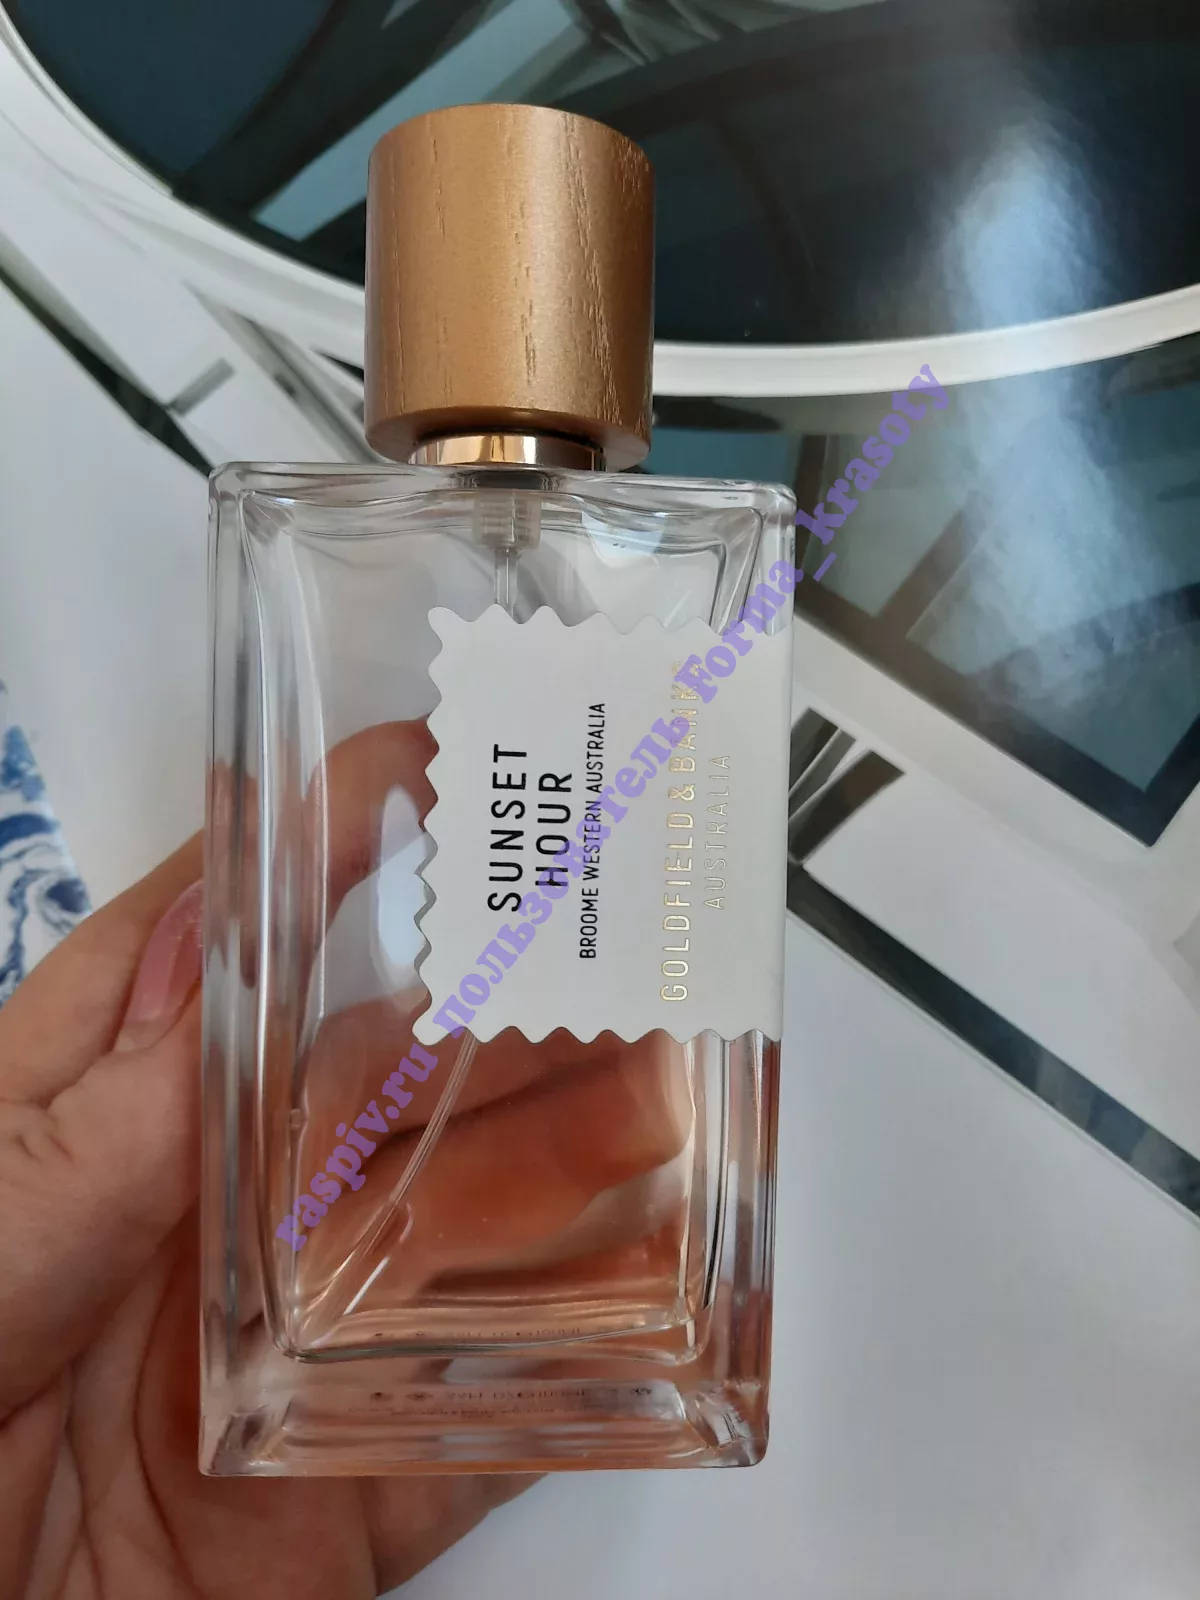 SUNSET
HOUR
BROOME WESTERN AUSTRALIA
GOLDFIELD & BANKS
AUSTRALIA
raspiv.ru пользователь Forma_krasoty